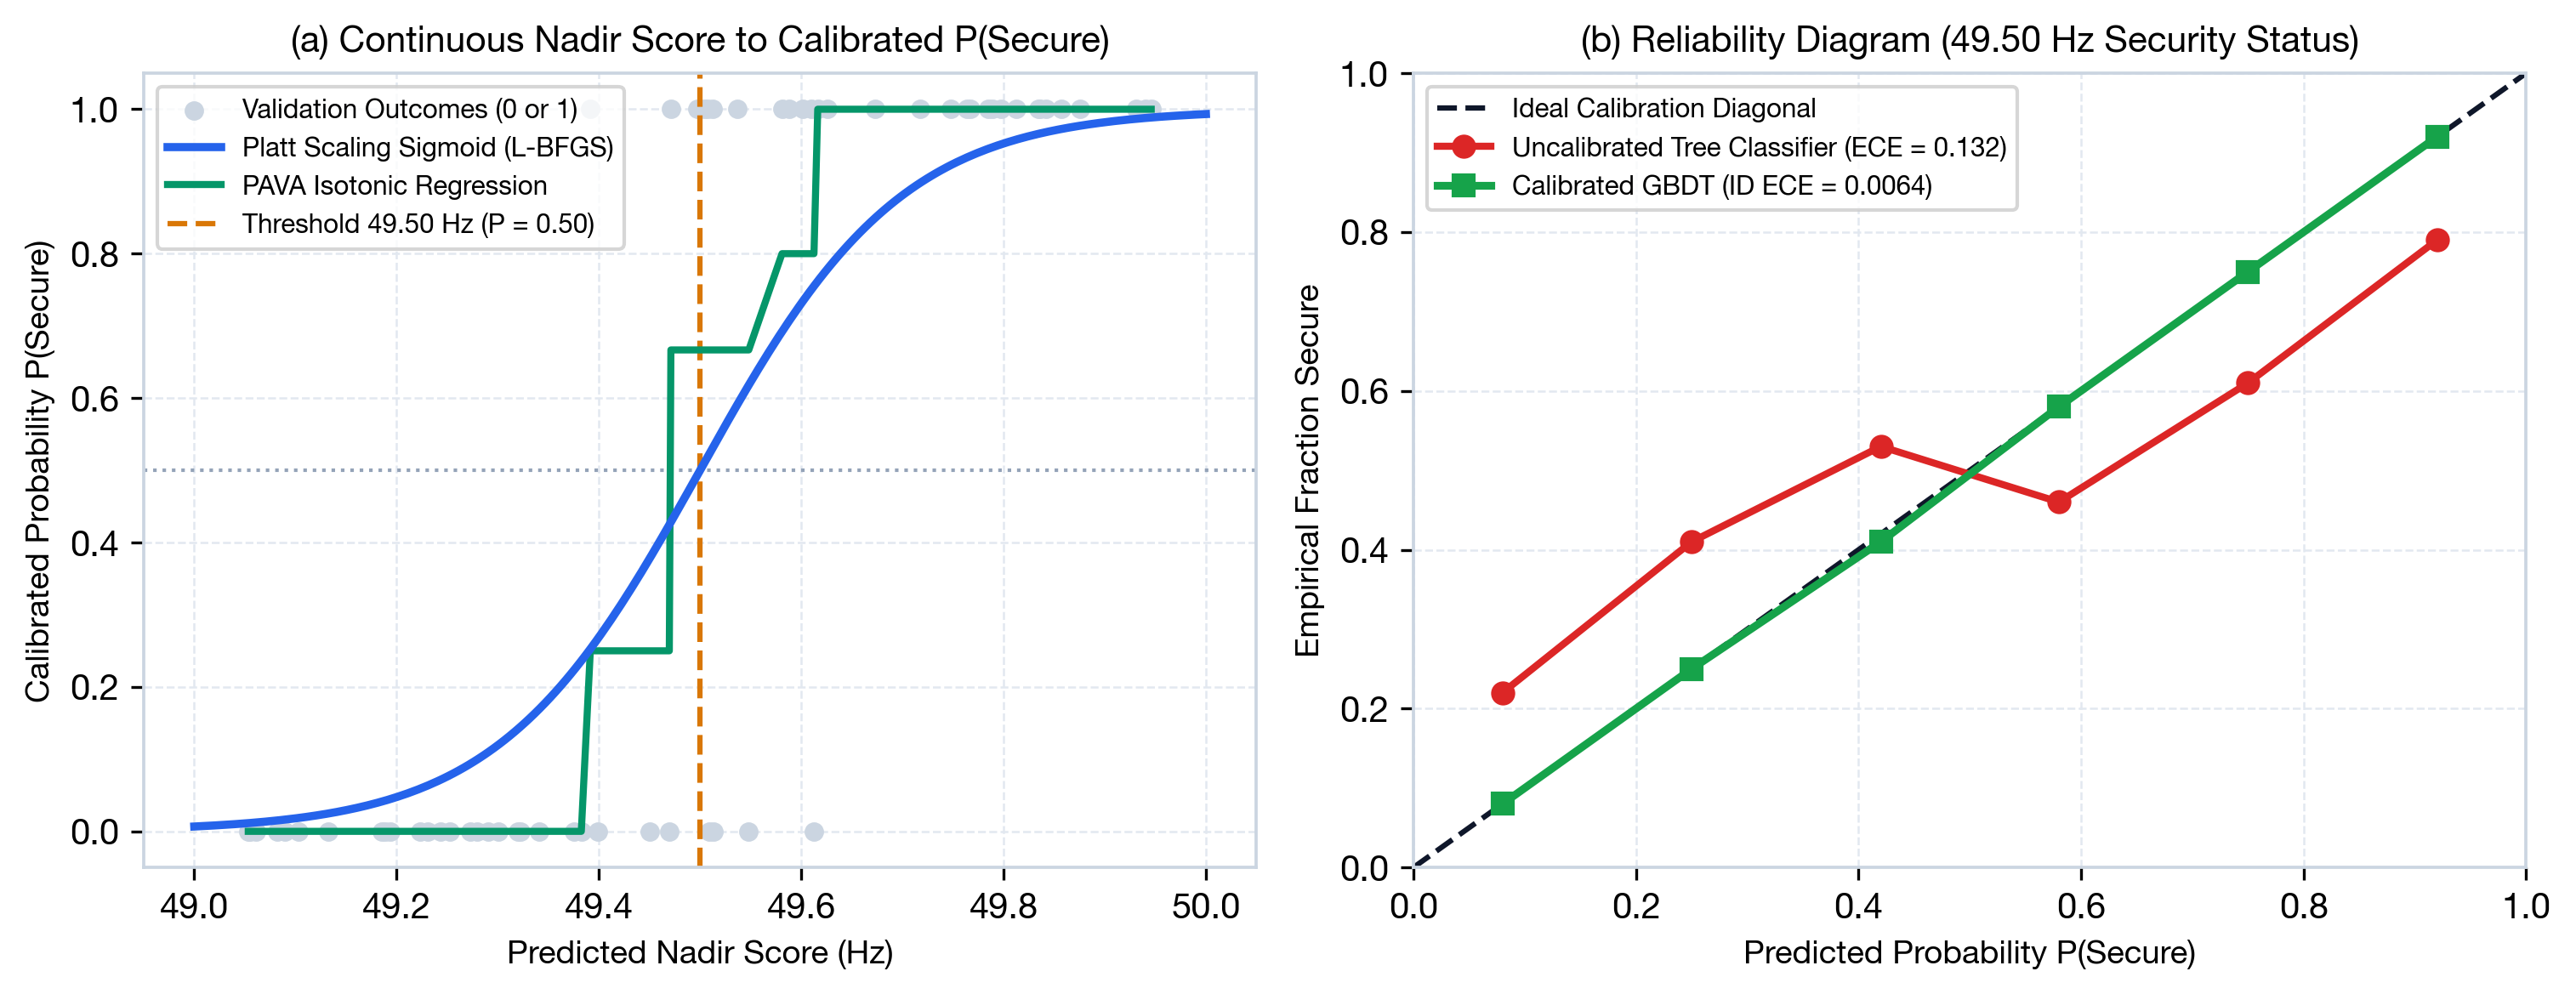 (a) Continuous Nadir Score to Calibrated P(Secure)
Validation Outcomes (0 or 1)
Platt Scaling Sigmoid (L-BFGS)
PAVA Isotonic Regression
Threshold 49.50 Hz (P = 0.50)
Calibrated Probability P(Secure)
1.0
0.8
0.6
0.4
0.2
0.0
49.0 49.2 49.4 49.6 49.8 50.0
Predicted Nadir Score (Hz)
(b) Reliability Diagram (49.50 Hz Security Status)
Ideal Calibration Diagonal
Uncalibrated Tree Classifier (ECE = 0.132)
Calibrated GBDT (ID ECE = 0.0064)
Empirical Fraction Secure
1.0
0.8
0.6
0.4
0.2
0.0
0.0 0.2 0.4 0.6 0.8 1.0
Predicted Probability P(Secure)